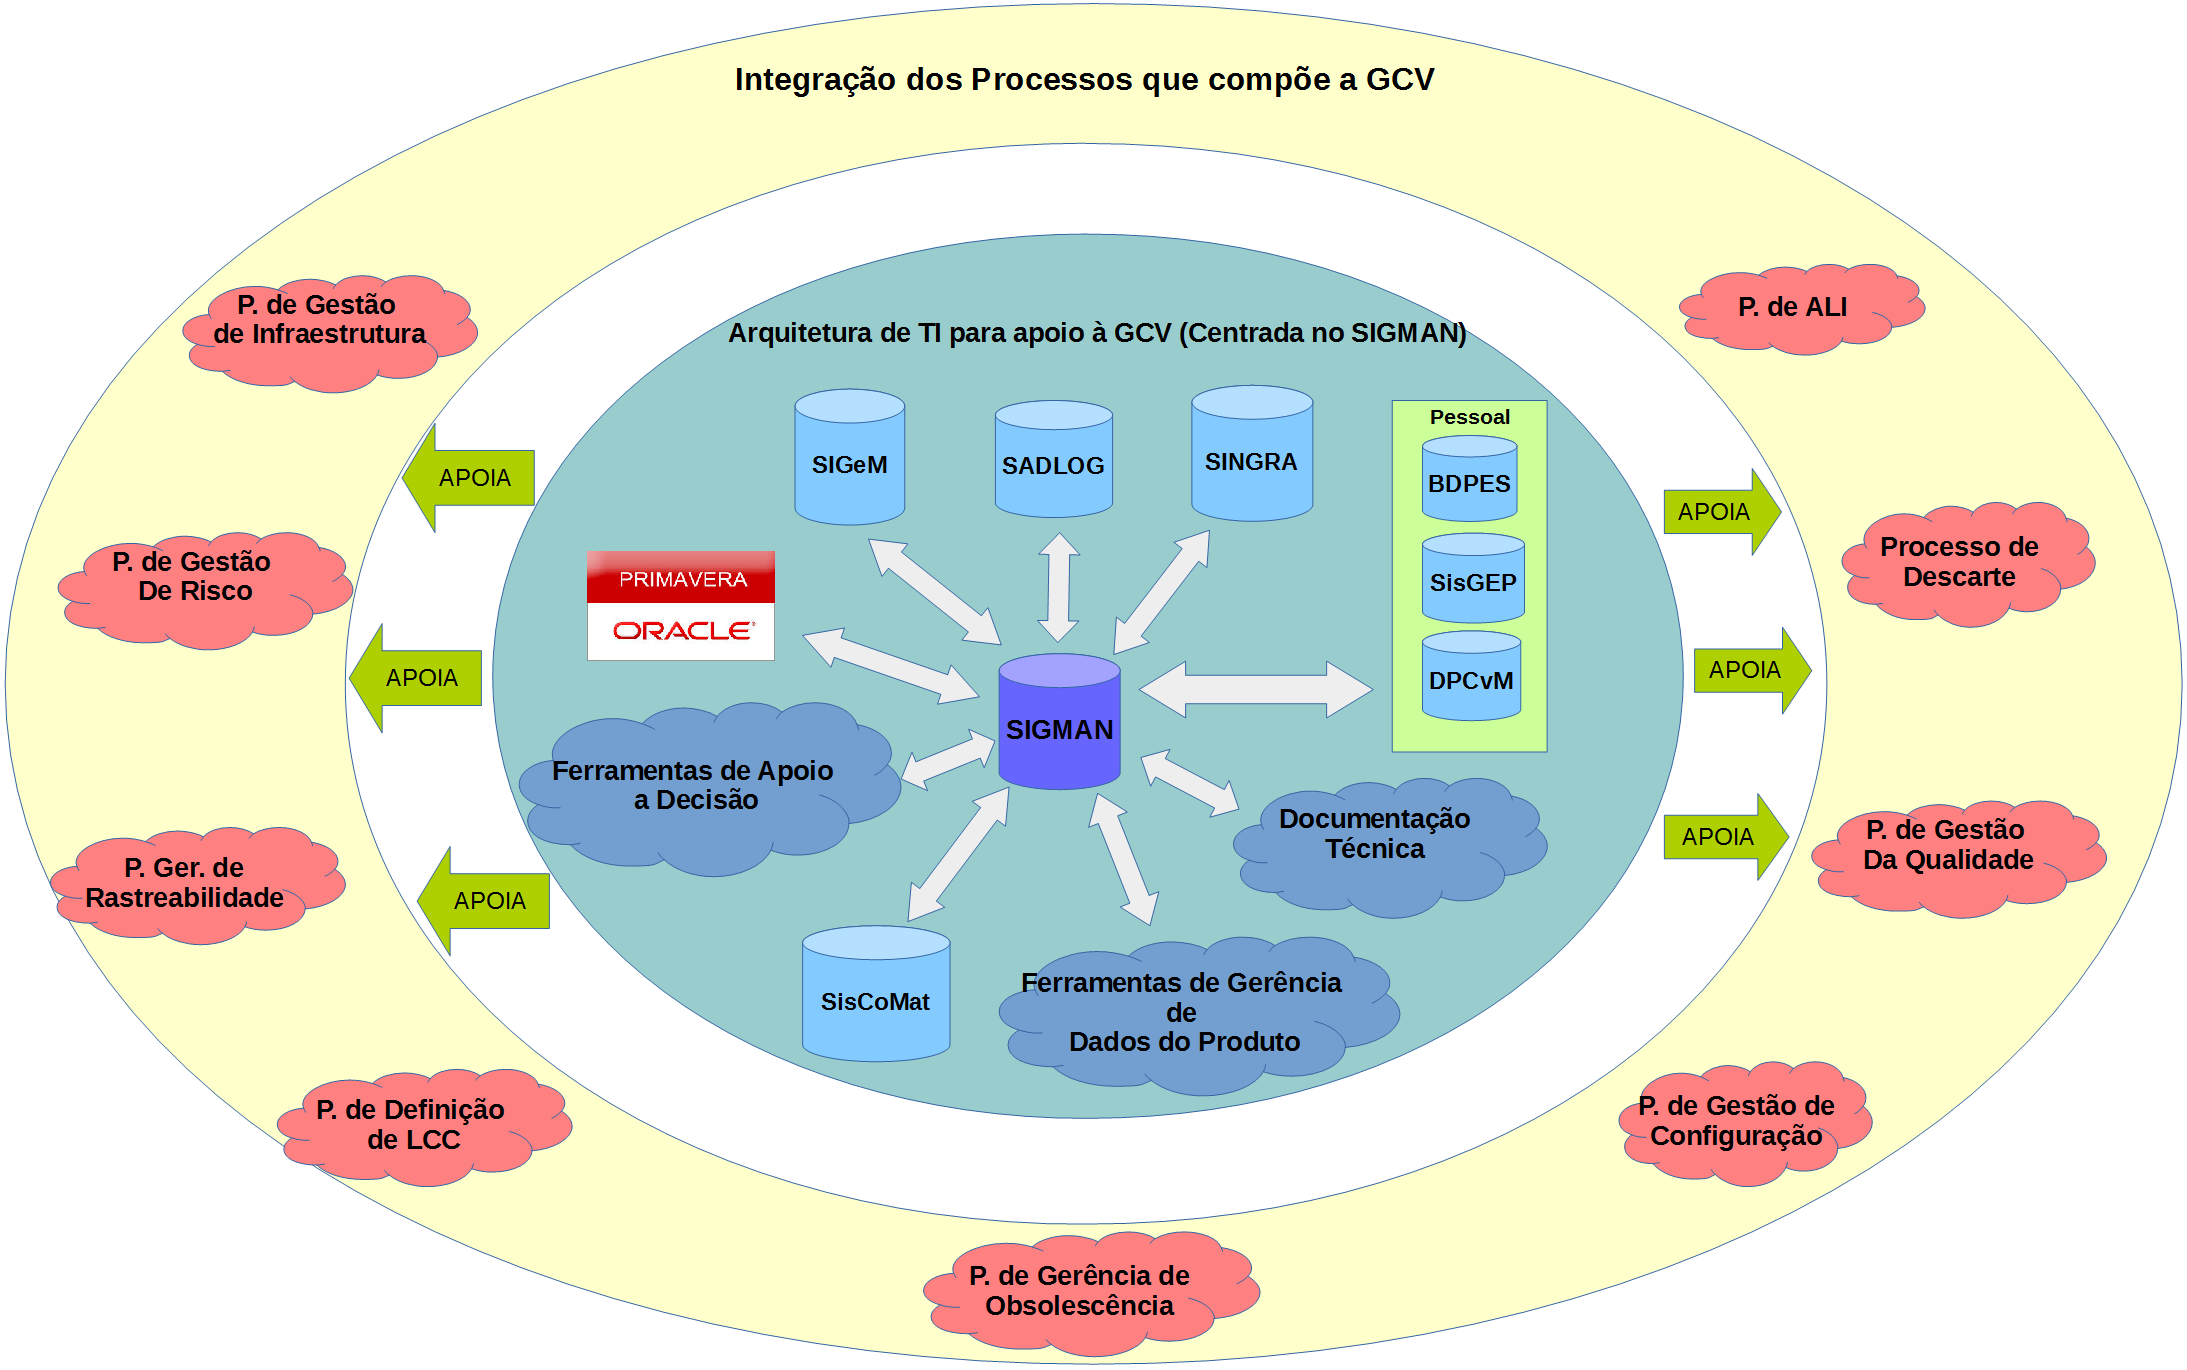 Integração dos Processos que compõe a GCV
P. de Gestão
de Infraestrutura
P. de ALI
Arquitetura de TI para apoio à GCV (Centrada no SIGMAN)
SIGeM
SADLOG
SINGRA
Pessoal
BDPES
SisGEP
DPCvM
APOIA
APOIA
P. de Gestão
De Risco
Processo de
Descarte
PRIMAVERA
ORACLE
APOIA
APOIA
SIGMAN
Ferramentas de Apoio
a Decisão
Documentação
Técnica
APOIA
P. de Gestão
Da Qualidade
P. Ger. de
Rastreabilidade
APOIA
SisCoMat
Ferramentas de Gerência
de
Dados do Produto
P. de Definição
de LCC
P. de Gestão de
Configuração
P. de Gerência de
Obsolescência